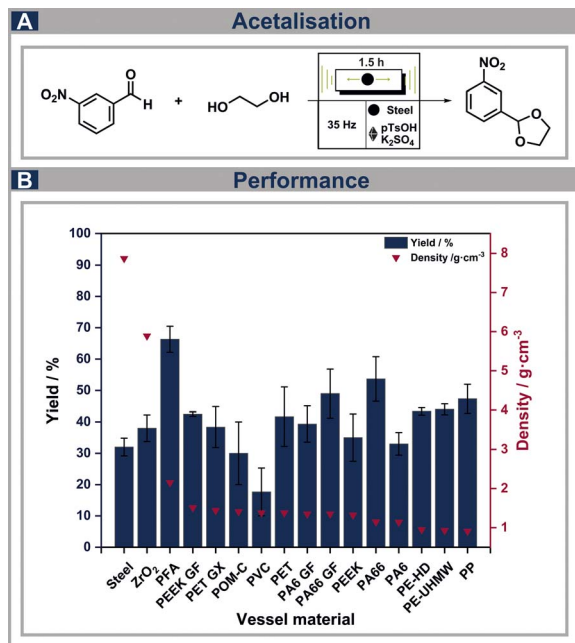 A Acetalisation
O₂N
O
H
+
HO
OH
1.5 h
35 Hz
Steel
pTsOH
K₂SO₄
NO₂
O
O
B Performance
Yield / %
Density /g·cm⁻³
100
90
80
70
60
50
40
30
20
10
0
8
7
6
5
4
3
2
1
Yield / %
Density / g·cm⁻³
Steel
ZrO₂
PFA
PEEK GF
PET GX
POM-C
PVC
PET
PA6 GF
PA66 GF
PEEK
PA66
PA6
PE-HD
PE-UHMW
PP
Vessel material